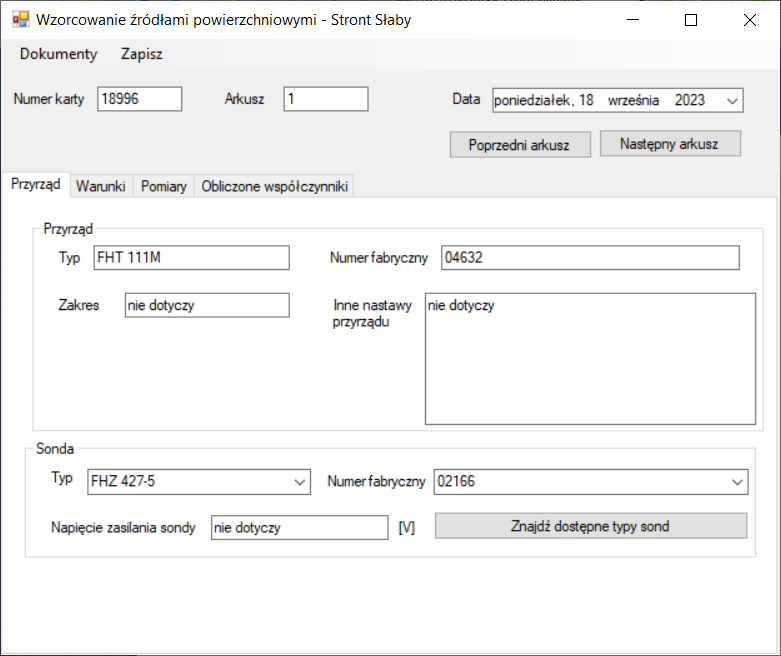 Wzorcowanie źródłami powierzchniowymi - Stront Słaby
Dokumenty Zapisz
Numer karty 18996 Arkusz 1 Data poniedziałek, 18 września 2023
Poprzedni arkusz Następny arkusz
Przyrząd Warunki Pomiary Obliczone współczynniki
Przyrząd
Typ FHT 111M Numer fabryczny 04632
Zakres nie dotyczy Inne nastawy nie dotyczy
przyrządu
Sonda
Typ FHZ 427-5 Numer fabryczny 02166
Napięcie zasilania sondy nie dotyczy [V] Znajdź dostępne typy sond